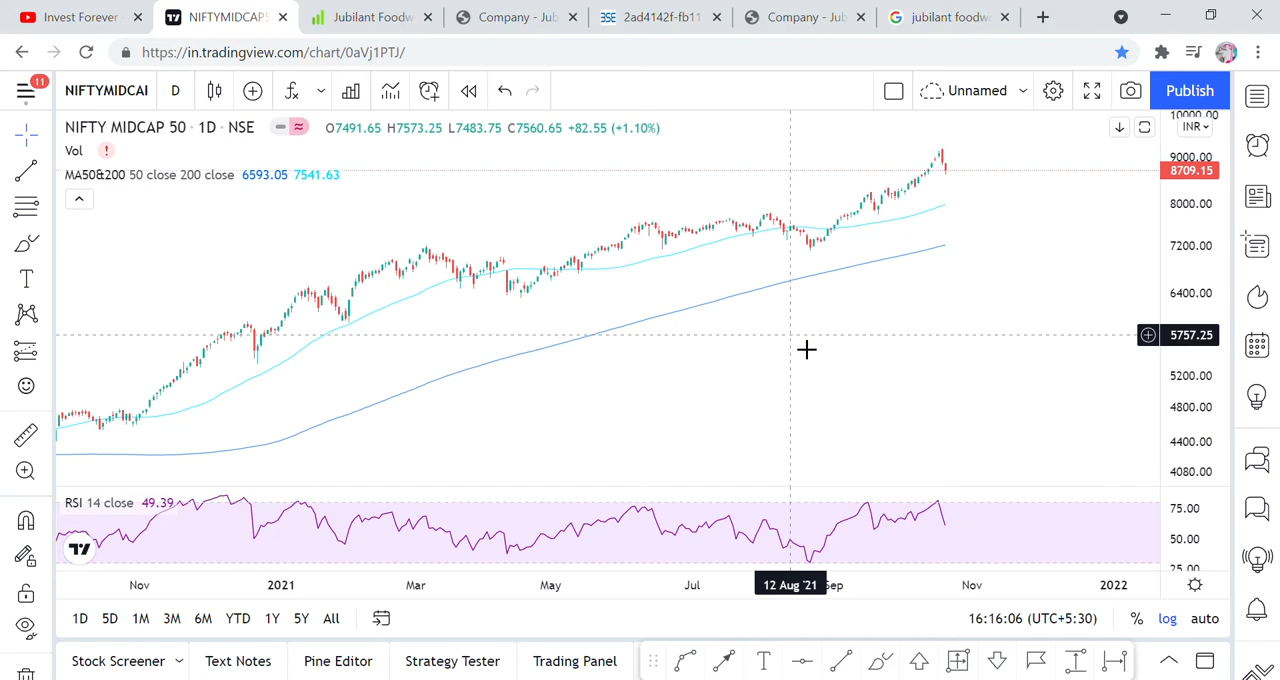 Invest Forever
NIFTYMIDCAP5
Jubilant Foodw
Company - Jub
2ad4142f-fb11
Company - Jub
jubilant foodwo
https://in.tradingview.com/chart/0aVj1PTJ/
11
NIFTYMIDCAI
D
Unnamed
Publish
NIFTY MIDCAP 50 · 1D · NSE
O7491.65 H7573.25 L7483.75 C7560.65 +82.55 (+1.10%)
Vol
MA50&200 50 close 200 close 6593.05 7541.63
10000.00
INR
9000.00
8709.15
8000.00
7200.00
6400.00
5757.25
5200.00
4800.00
4400.00
4080.00
RSI 14 close 49.39
75.00
50.00
25.00
Nov
2021
Mar
May
Jul
12 Aug '21
Sep
Nov
2022
1D 5D 1M 3M 6M YTD 1Y 5Y All
16:16:06 (UTC+5:30)
% log auto
Stock Screener
Text Notes
Pine Editor
Strategy Tester
Trading Panel